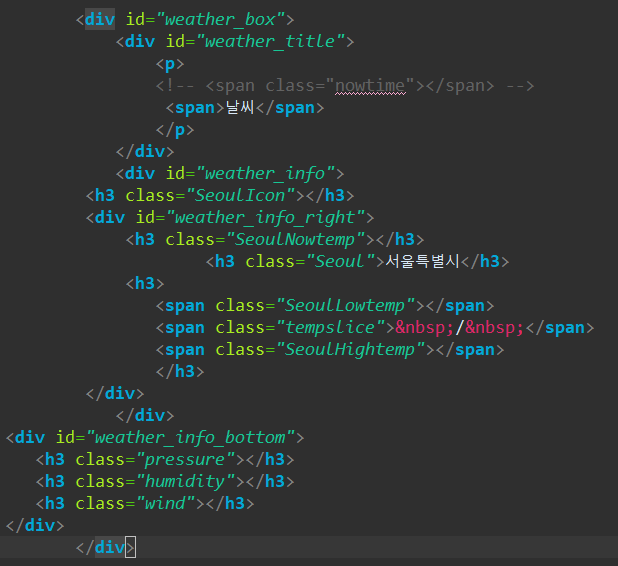 <div id="weather_box">
<div id="weather_title">
<p>
<!-- <span class="nowtime"></span> -->
<span>날씨</span>
</p>
</div>
<div id="weather_info">
<h3 class="SeoulIcon"></h3>
<div id="weather_info_right">
<h3 class="SeoulNowtemp"></h3>
<h3 class="Seoul">서울특별시</h3>
<h3>
<span class="SeoulLowtemp"></span>
<span class="tempslice">&nbsp;/&nbsp;</span>
<span class="SeoulHightemp"></span>
</h3>
</div>
</div>
<div id="weather_info_bottom">
<h3 class="pressure"></h3>
<h3 class="humidity"></h3>
<h3 class="wind"></h3>
</div>
</div>